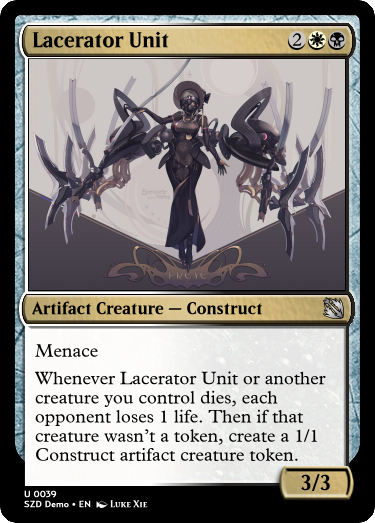 Lacerator Unit 2
Artifact Creature — Construct
Menace
Whenever Lacerator Unit or another
creature you control dies, each
opponent loses 1 life. Then if that
creature wasn't a token, create a 1/1
Construct artifact creature token.
3/3
U 0039
SZD Demo • EN Luke Xie